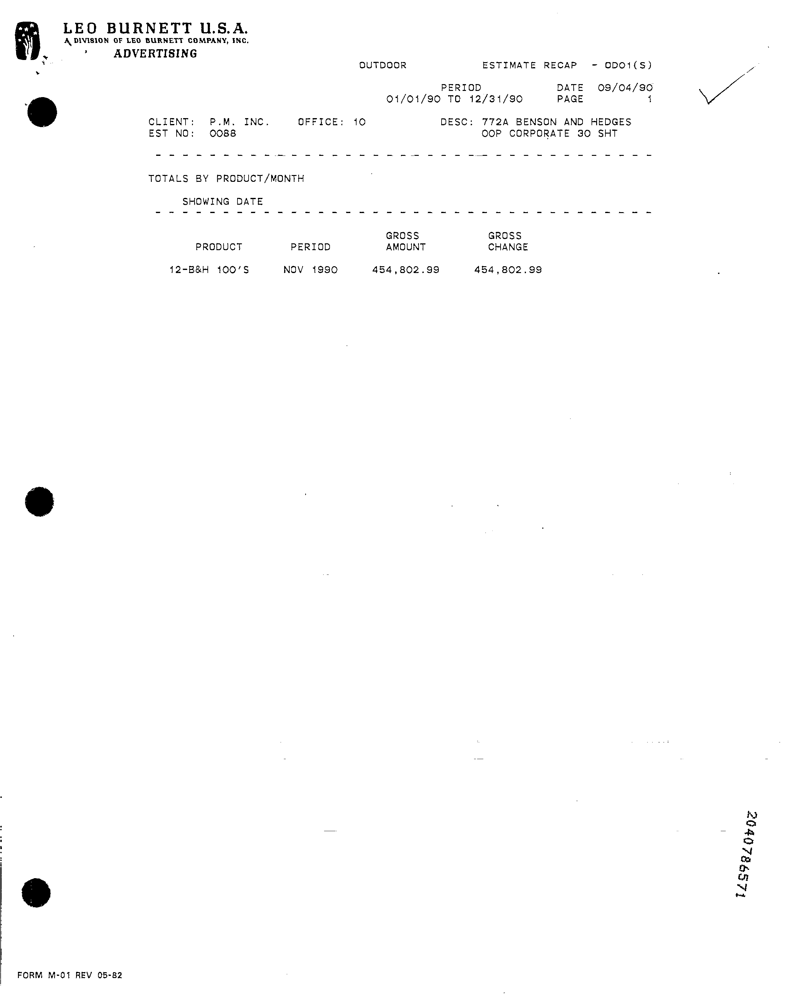 LEO BURNETT U.S.A.
A DIVISION OF LEO BURNETT COMPANY, INC.
ADVERTISING
OUTDOOR ESTIMATE RECAP - OD01(S)
PERIOD DATE 09/04/90
01/01/90 TO 12/31/90 PAGE 1
CLIENT: P.M. INC. OFFICE: 10 DESC: 772A BENSON AND HEDGES
EST NO: 0088 OOP CORPORATE 30 SHT
- - - - - - - - - - - - - - - - - - - - - - - - - - - - - - - - - - - - -
TOTALS BY PRODUCT/MONTH
SHOWING DATE
- - - - - - - - - - - - - - - - - - - - - - - - - - - - - - - - - - - - -
GROSS GROSS
PRODUCT PERIOD AMOUNT CHANGE
12-B&H 100'S NOV 1990 454,802.99 454,802.99
2040786571
FORM M-01 REV 05-82